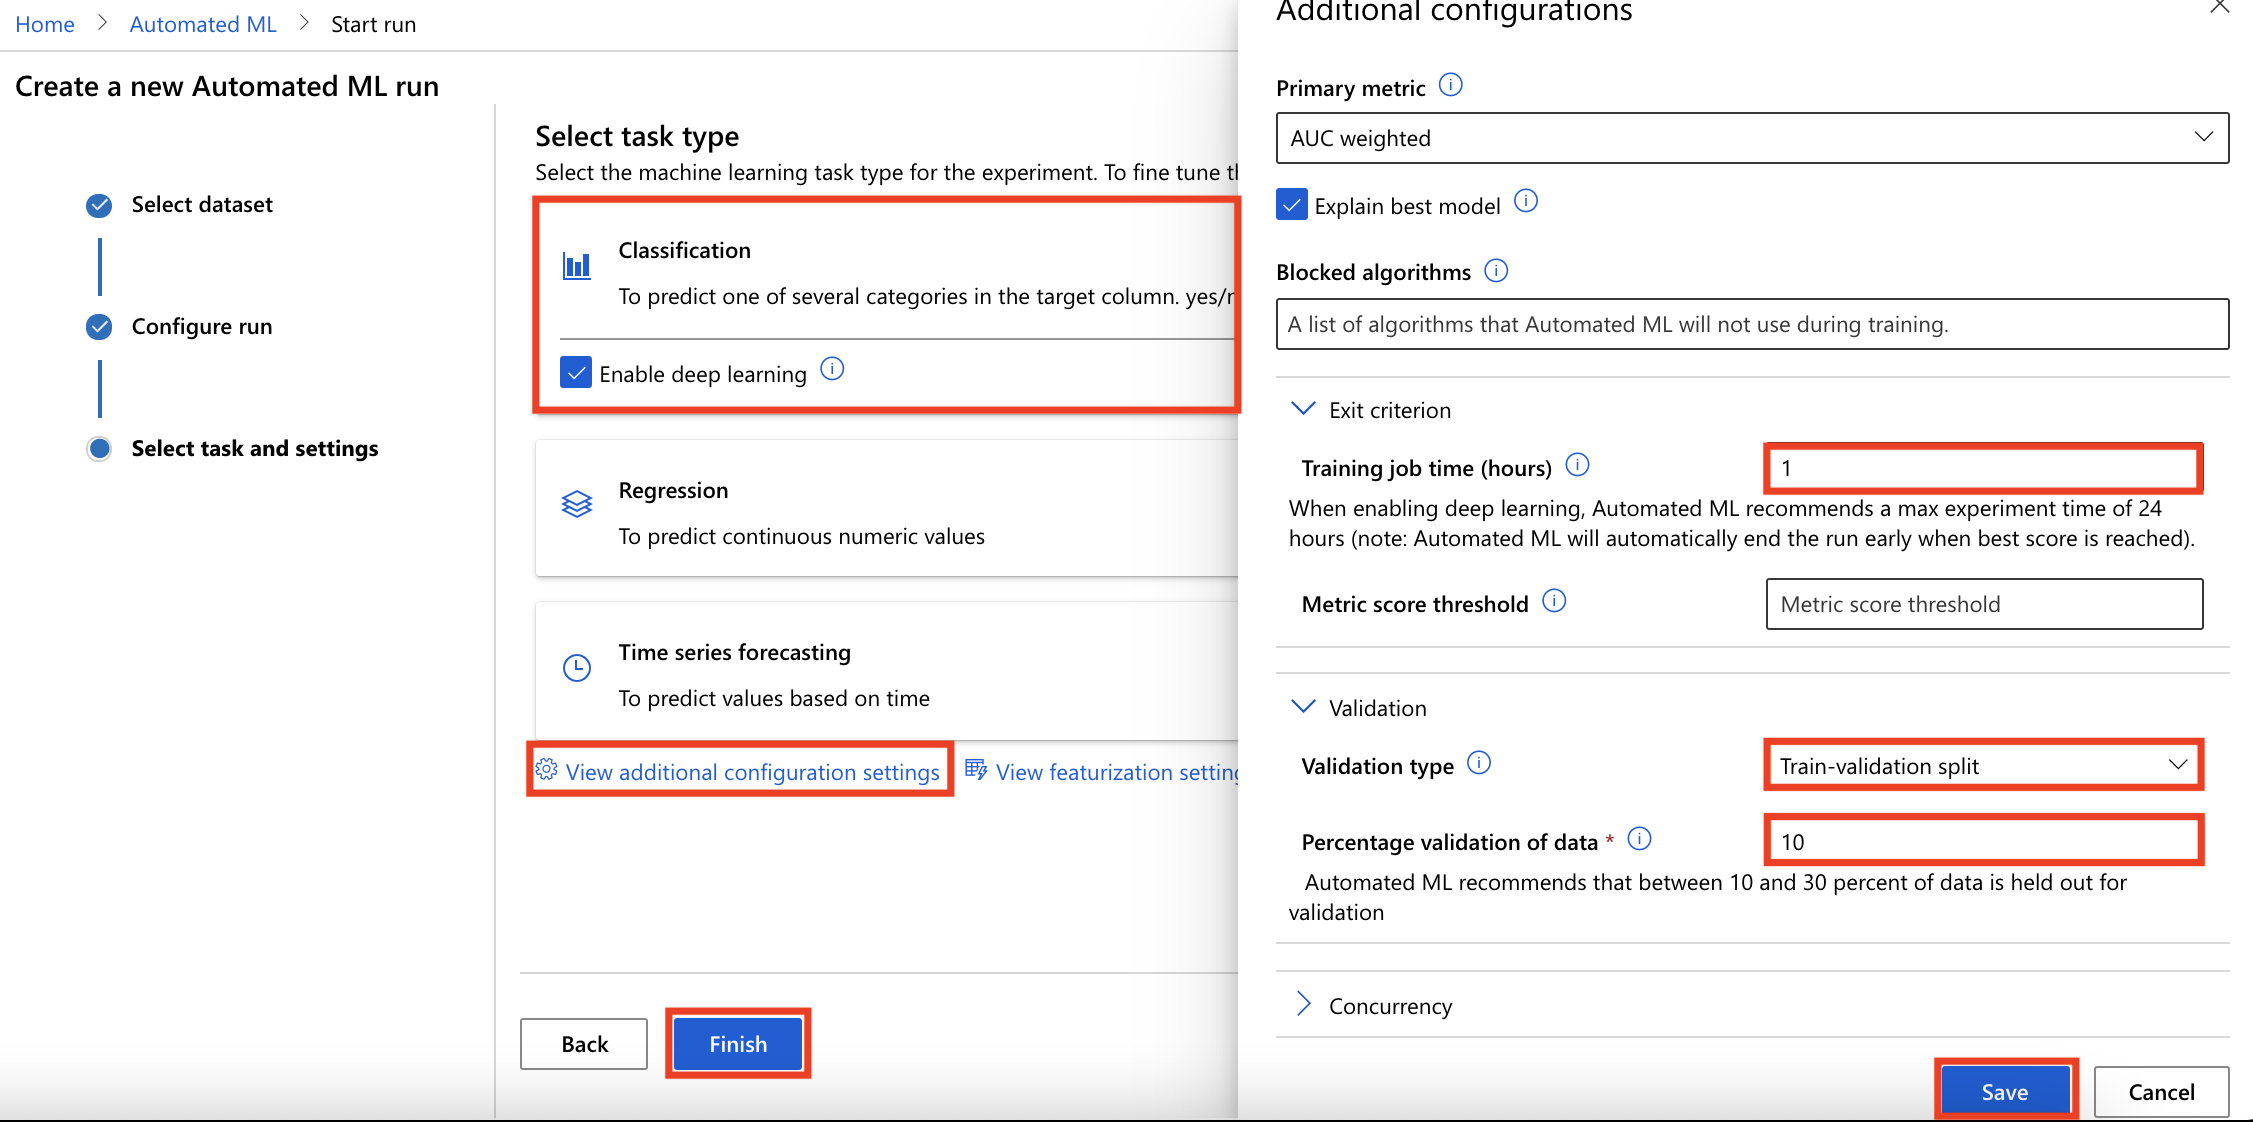 Home > Automated ML > Start run
Create a new Automated ML run
Select dataset
Configure run
Select task and settings
Select task type
Select the machine learning task type for the experiment. To fine tune
Classification
To predict one of several categories in the target column. yes/
Enable deep learning
Regression
To predict continuous numeric values
Time series forecasting
To predict values based on time
View additional configuration settings
View featurization
Back
Finish
Additional configurations
Primary metric
AUC weighted
Explain best model
Blocked algorithms
A list of algorithms that Automated ML will not use during training.
Exit criterion
Training job time (hours)
1
When enabling deep learning, Automated ML recommends a max experiment time of 24
hours (note: Automated ML will automatically end the run early when best score is reached).
Metric score threshold
Metric score threshold
Validation
Validation type
Train-validation split
Percentage validation of data *
10
Automated ML recommends that between 10 and 30 percent of data is held out for
validation
Concurrency
Save
Cancel